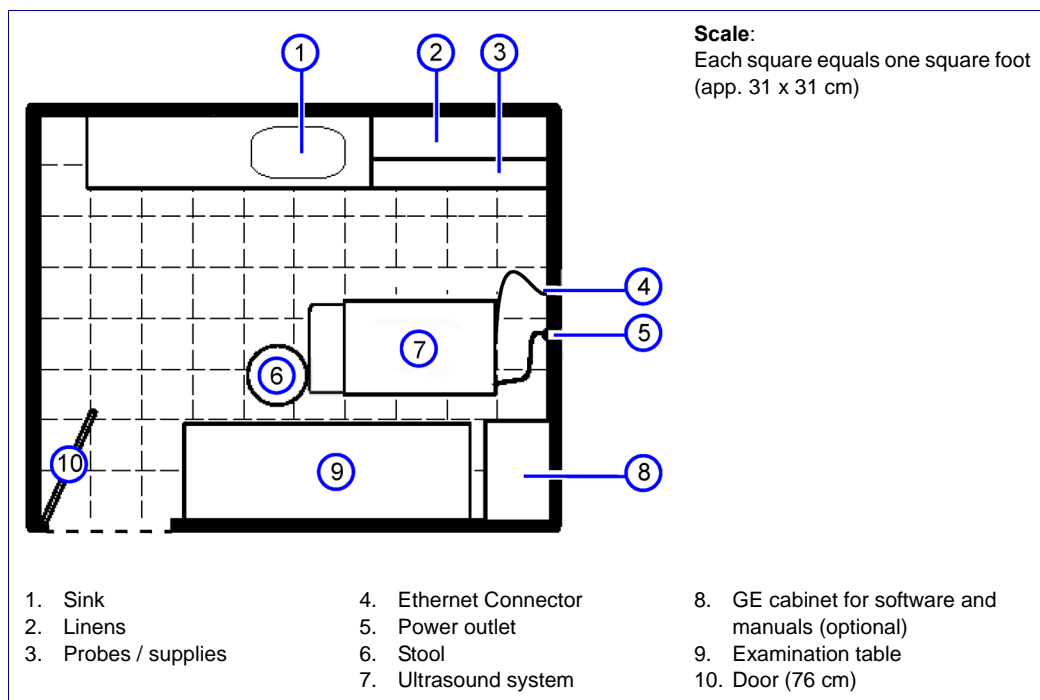 1
2
3
Scale:
Each square equals one square foot
(app. 31 x 31 cm)
4
5
7
6
10
9
8
1. Sink
2. Linens
3. Probes / supplies
4. Ethernet Connector
5. Power outlet
6. Stool
7. Ultrasound system
8. GE cabinet for software and
manuals (optional)
9. Examination table
10. Door (76 cm)